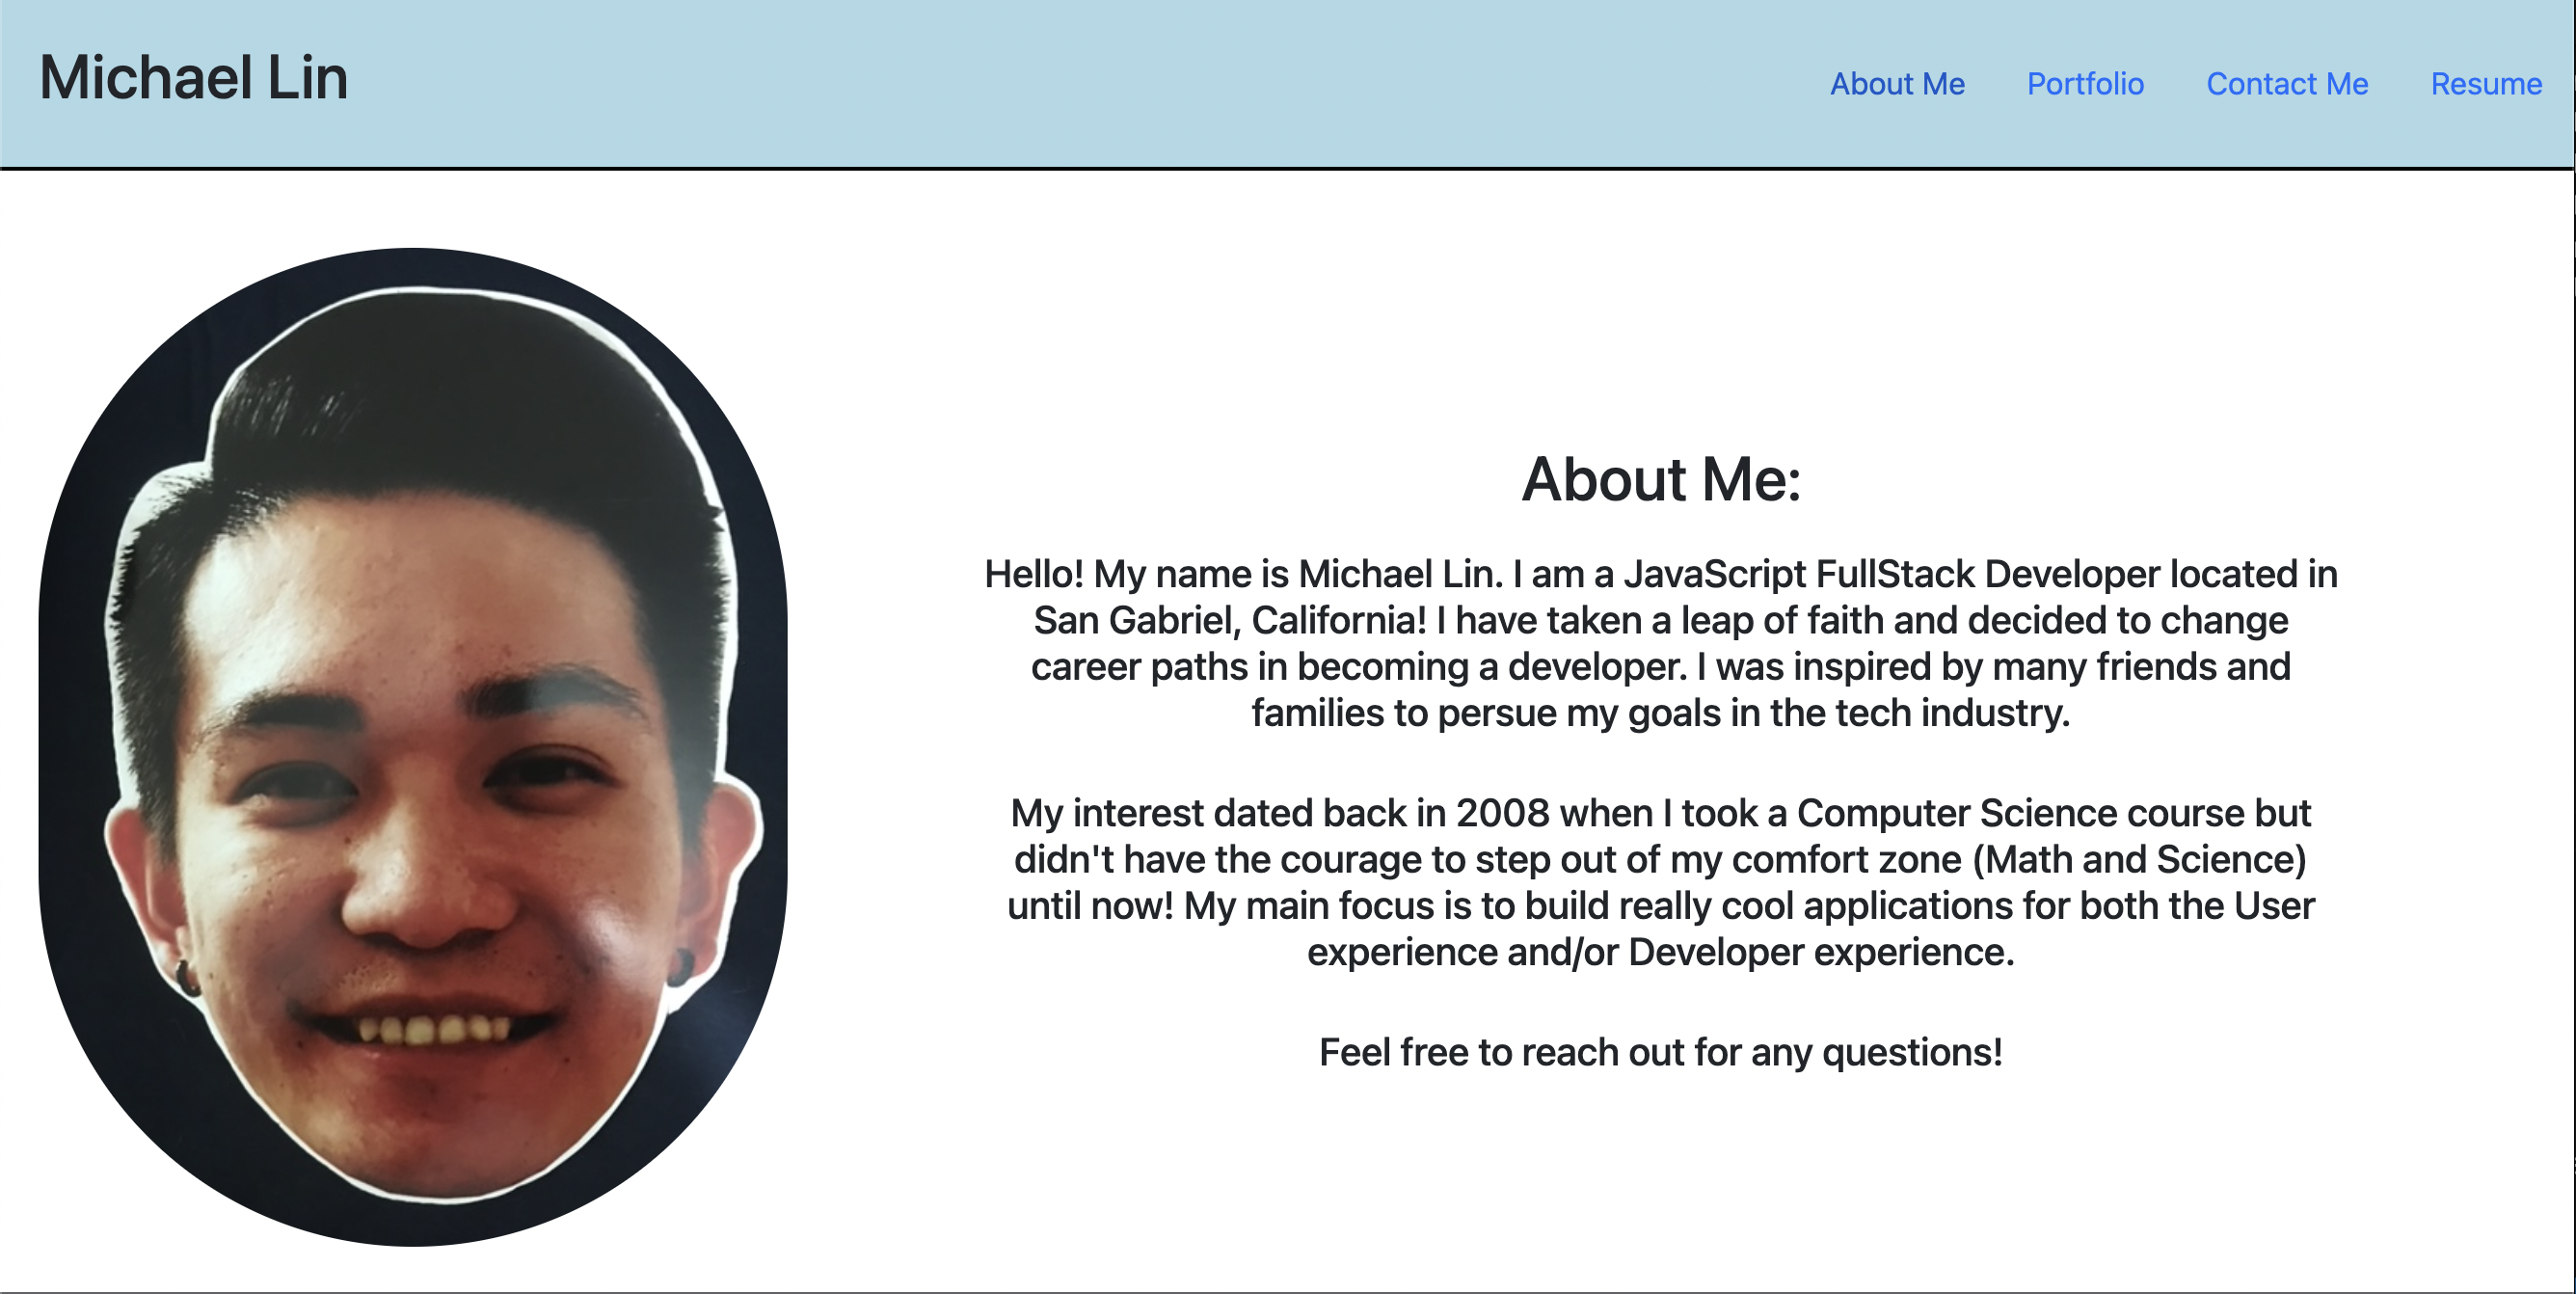 Michael Lin
About Me
Portfolio
Contact Me
Resume
About Me:
Hello! My name is Michael Lin. I am a JavaScript FullStack Developer located in
San Gabriel, California! I have taken a leap of faith and decided to change
career paths in becoming a developer. I was inspired by many friends and
families to persue my goals in the tech industry.
My interest dated back in 2008 when I took a Computer Science course but
didn't have the courage to step out of my comfort zone (Math and Science)
until now! My main focus is to build really cool applications for both the User
experience and/or Developer experience.
Feel free to reach out for any questions!